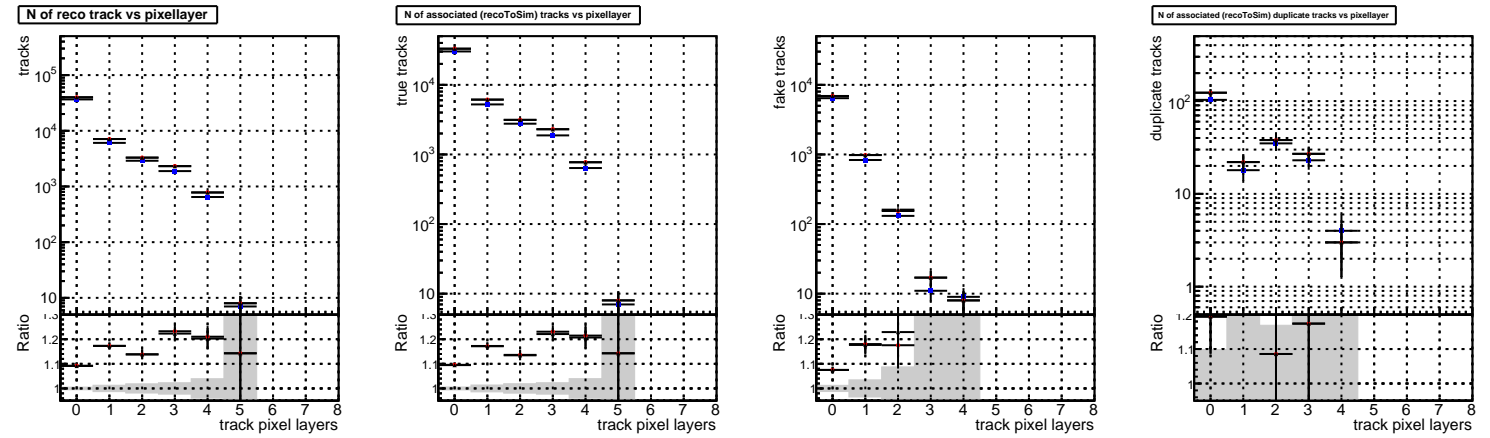 N of reco track vs pixellayer
tracks
10^5
10^4
10^3
10^2
10
Ratio
1.3
1.2
1.1
1
0 1 2 3 4 5 6 7 8
track pixel layers
N of associated (recoToSim) tracks vs pixellayer
true tracks
10^4
10^3
10^2
10
Ratio
1.3
1.2
1.1
1
0 1 2 3 4 5 6 7 8
track pixel layers
fake tracks
10^4
10^3
10^2
10
Ratio
1.3
1.2
1.1
1
0 1 2 3 4 5 6 7 8
track pixel layers
N of associated (recoToSim) duplicate tracks vs pixellayer
duplicate tracks
10^2
10
1
Ratio
1.2
1.1
1
0 1 2 3 4 5 6 7 8
track pixel layers